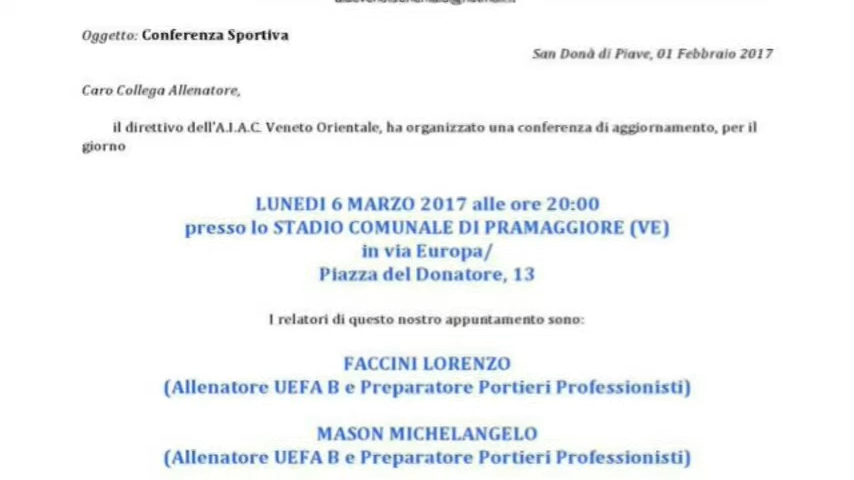 Oggetto: Conferenza Sportiva
San Donà di Piave, 01 Febbraio 2017
Caro Collega Allenatore,
il direttivo dell'A.I.A.C. Veneto Orientale, ha organizzato una conferenza di aggiornamento, per il
giorno
LUNEDI 6 MARZO 2017 alle ore 20:00
presso lo STADIO COMUNALE DI PRAMAGGIORE (VE)
in via Europa/
Piazza del Donatore, 13
I relatori di questo nostro appuntamento sono:
FACCINI LORENZO
(Allenatore UEFA B e Preparatore Portieri Professionisti)
MASON MICHELANGELO
(Allenatore UEFA B e Preparatore Portieri Professionisti)